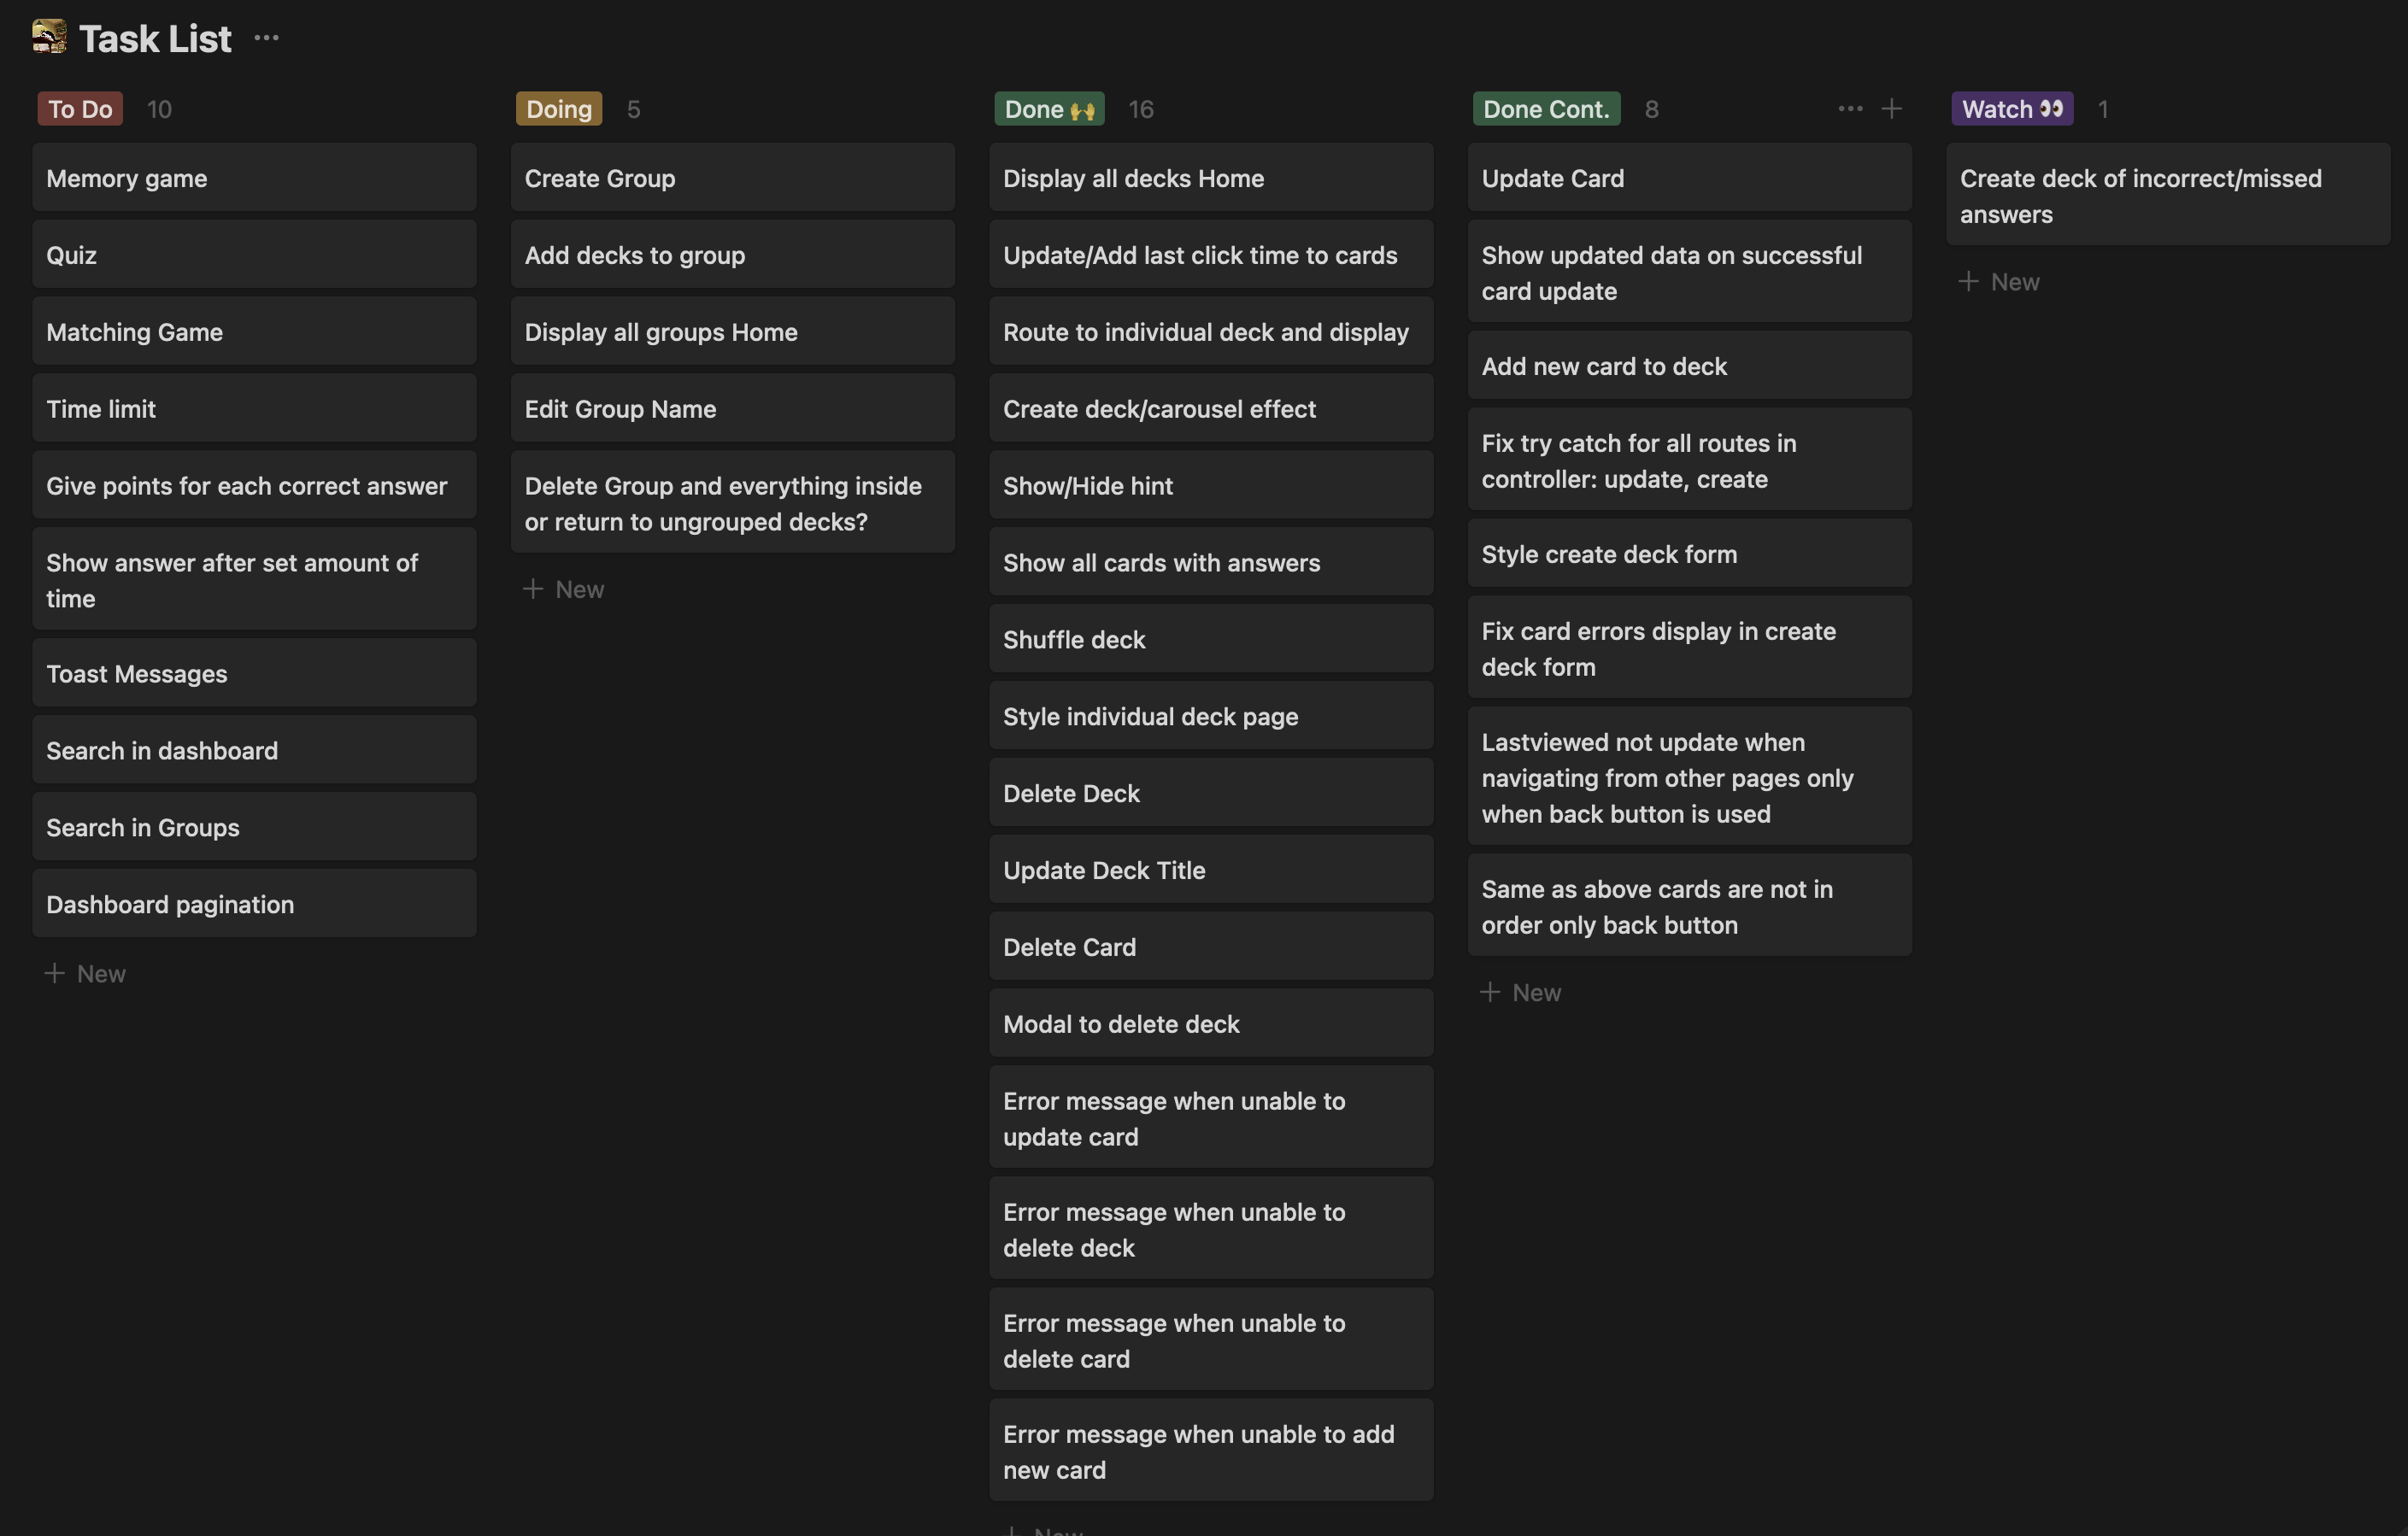 Task List
To Do 10
Memory game
Quiz
Matching Game
Time limit
Give points for each correct answer
Show answer after set amount of
time
Toast Messages
Search in dashboard
Search in Groups
Dashboard pagination
+ New
Doing 5
Create Group
Add decks to group
Display all groups Home
Edit Group Name
Delete Group and everything inside
or return to ungrouped decks?
+ New
Done 🙌 16
Display all decks Home
Update/Add last click time to cards
Route to individual deck and display
Create deck/carousel effect
Show/Hide hint
Show all cards with answers
Shuffle deck
Style individual deck page
Delete Deck
Update Deck Title
Delete Card
Modal to delete deck
Error message when unable to
update card
Error message when unable to
delete deck
Error message when unable to
delete card
Error message when unable to add
new card
+ New
Done Cont. 8
Update Card
Show updated data on successful
card update
Add new card to deck
Fix try catch for all routes in
controller: update, create
Style create deck form
Fix card errors display in create
deck form
Lastviewed not update when
navigating from other pages only
when back button is used
Same as above cards are not in
order only back button
+ New
Watch 👀 1
Create deck of incorrect/missed
answers
+ New